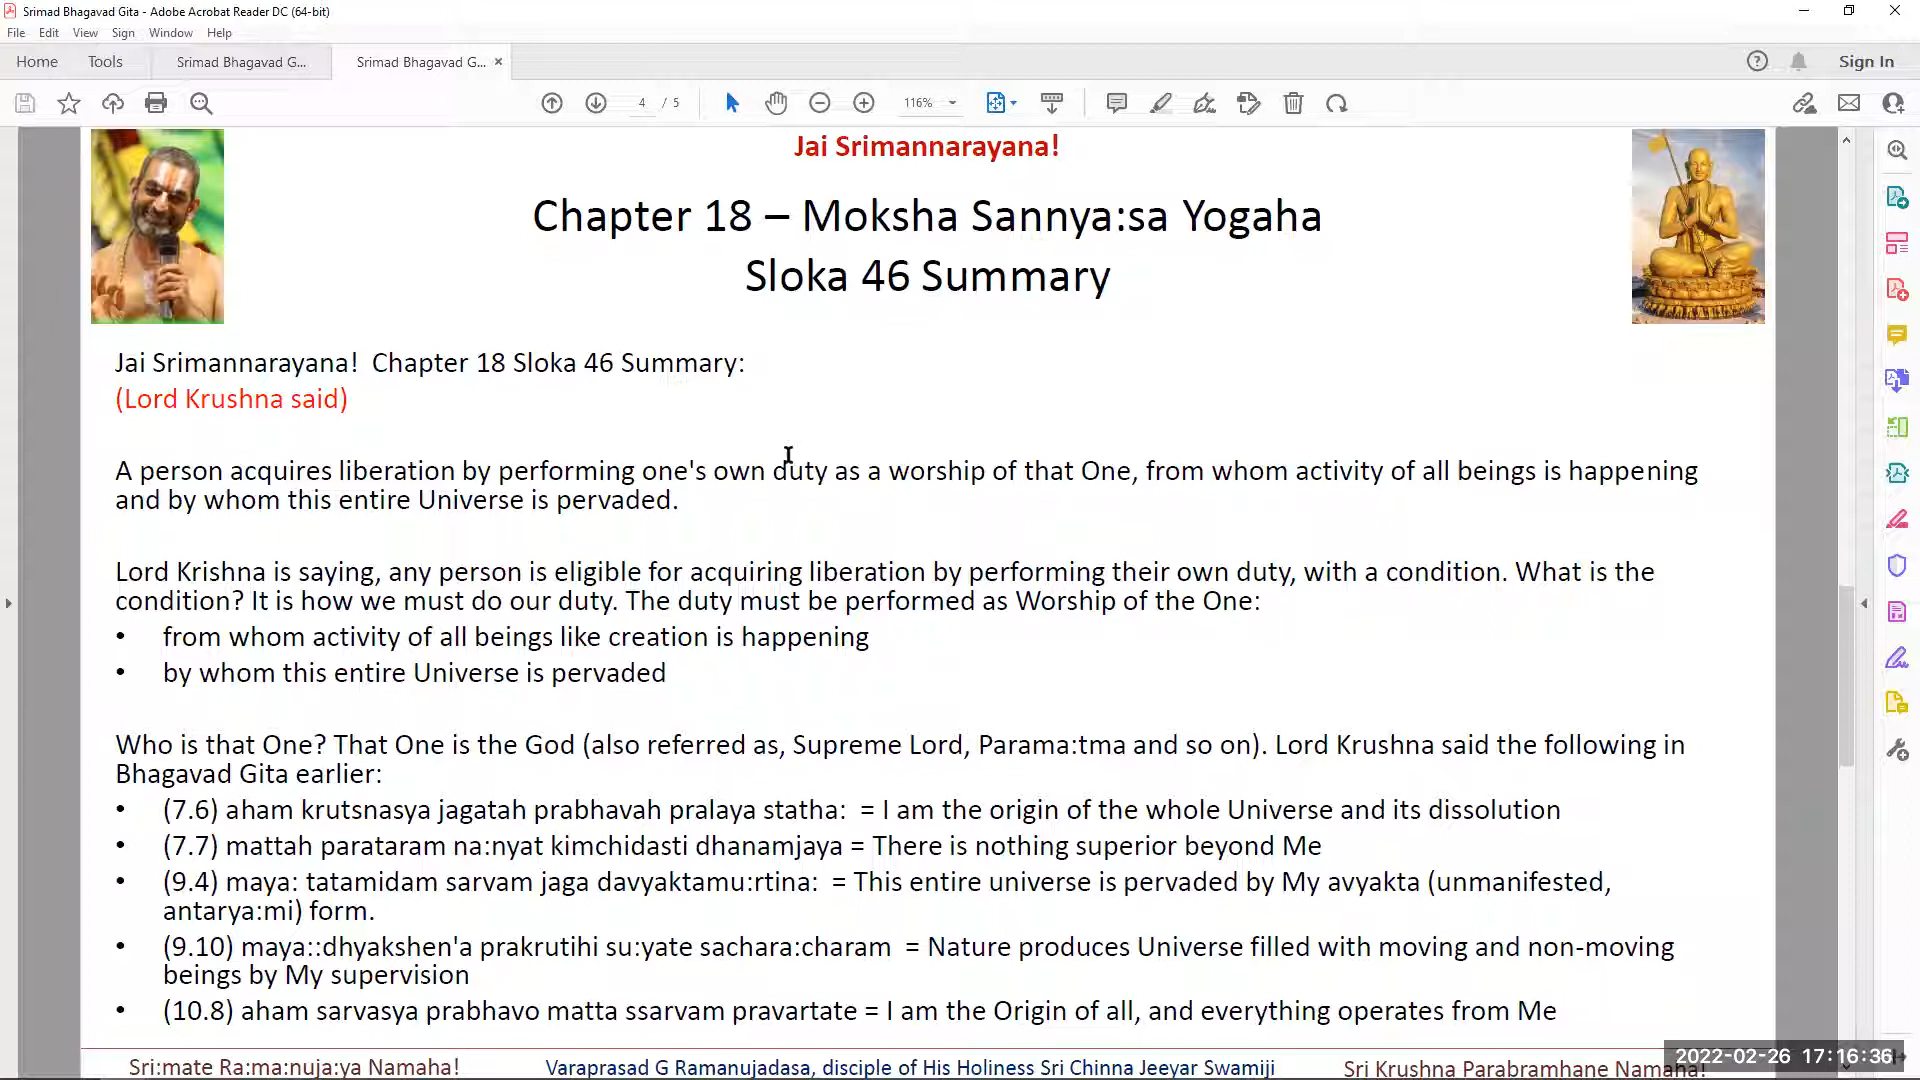 Srimad Bhagavad Gita - Adobe Acrobat Reader DC (64-bit)
File Edit View Sign Window Help
Home Tools Srimad Bhagavad G... Srimad Bhagavad G... × Sign In
4 / 5 116%
Jai Srimannarayana!
Chapter 18 – Moksha Sannya:sa Yogaha
Sloka 46 Summary
Jai Srimannarayana!  Chapter 18 Sloka 46 Summary:
(Lord Krushna said)
A person acquires liberation by performing one's own duty as a worship of that One, from whom activity of all beings is happening
and by whom this entire Universe is pervaded.
Lord Krishna is saying, any person is eligible for acquiring liberation by performing their own duty, with a condition. What is the
condition? It is how we must do our duty. The duty must be performed as Worship of the One:
• from whom activity of all beings like creation is happening
• by whom this entire Universe is pervaded
Who is that One? That One is the God (also referred as, Supreme Lord, Parama:tma and so on). Lord Krushna said the following in
Bhagavad Gita earlier:
• (7.6) aham krutsnasya jagatah prabhavah pralaya statha:  = I am the origin of the whole Universe and its dissolution
• (7.7) mattah parataram na:nyat kimchidasti dhanamjaya = There is nothing superior beyond Me
• (9.4) maya: tatamidam sarvam jaga davyaktamu:rtina:  = This entire universe is pervaded by My avyakta (unmanifested,
antarya:mi) form.
• (9.10) maya::dhyakshen'a prakrutihi su:yate sachara:charam  = Nature produces Universe filled with moving and non-moving
beings by My supervision
• (10.8) aham sarvasya prabhavo matta ssarvam pravartate = I am the Origin of all, and everything operates from Me
Sri:mate Ra:ma:nuja:ya Namaha! Varaprasad G Ramanujadasa, disciple of His Holiness Sri Chinna Jeeyar Swamiji Sri Krushna Parabramhane Namaha!
2022-02-26 17:16:36